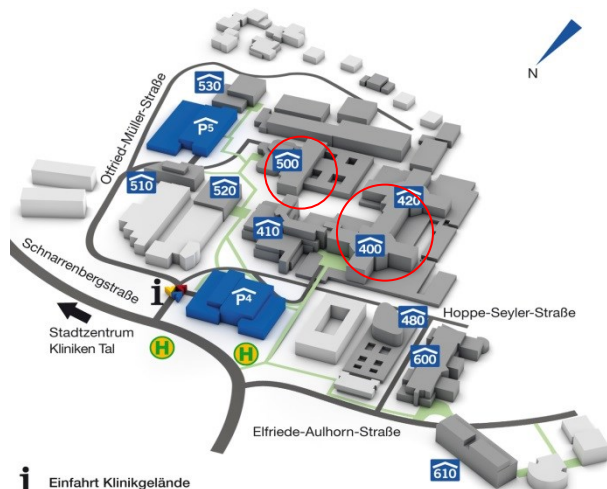 530
P5
N
Otfried-Müller-Straße
500
510
520
420
410
400
Schnarrenbergstraße
i
P4
Stadtzentrum
Kliniken Tal
H
H
480
Hoppe-Seyler-Straße
600
Elfriede-Aulhorn-Straße
610
i Einfahrt Klinikgelände